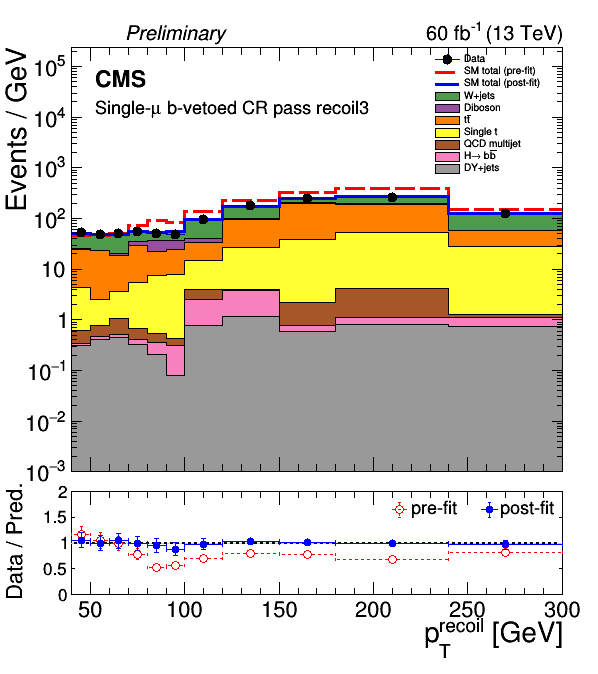 Preliminary 60 fb⁻¹ (13 TeV)
CMS
Single-μ b-vetoed CR pass recoil3
Data
SM total (pre-fit)
SM total (post-fit)
W+jets
Diboson
tt̅
Single t
QCD multijet
H→ bb̅
DY+jets
Events / GeV
10⁵
10⁴
10³
10²
10
1
10⁻¹
10⁻²
10⁻³
pre-fit post-fit
Data / Pred.
2
1.5
1
0.5
0
50 100 150 200 250 300
p_T^recoil [GeV]